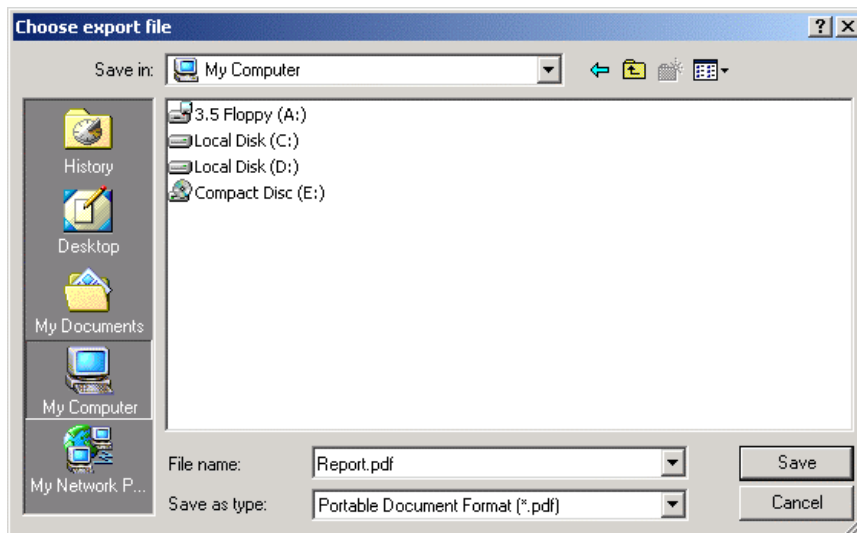 Choose export file
Save in: My Computer
3.5 Floppy (A:)
Local Disk (C:)
Local Disk (D:)
Compact Disc (E:)
History
Desktop
My Documents
My Computer
My Network P...
File name: Report.pdf Save
Save as type: Portable Document Format (*.pdf) Cancel